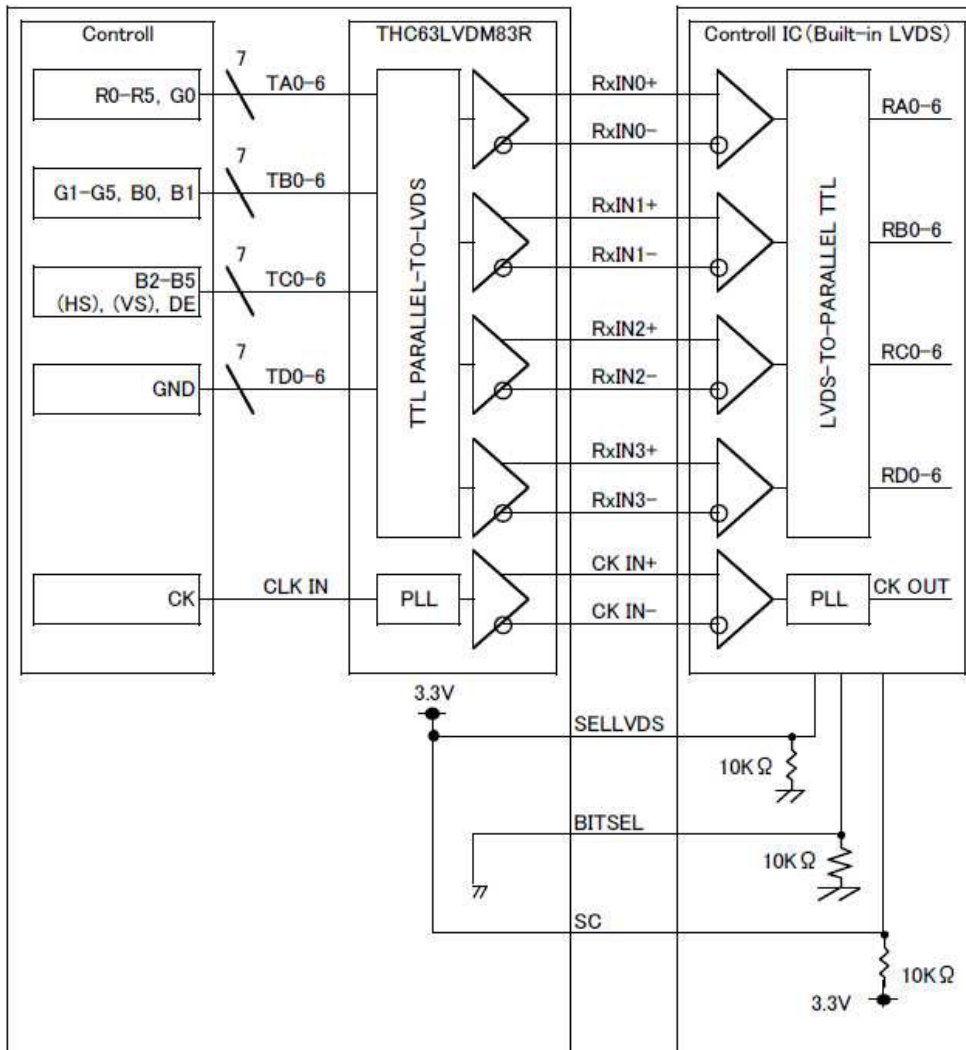 Controll
THC63LVDM83R
Controll IC(Built-in LVDS)
R0-R5, G0
7
TA0-6
RxIN0+
RxIN0-
RA0-6
G1-G5, B0, B1
7
TB0-6
RxIN1+
RxIN1-
RB0-6
B2-B5
(HS), (VS), DE
7
TC0-6
RxIN2+
RxIN2-
RC0-6
GND
7
TD0-6
RxIN3+
RxIN3-
RD0-6
TTL PARALLEL-TO-LVDS
LVDS-TO-PARALLEL TTL
CK
CLK IN
PLL
CK IN+
CK IN-
PLL
CK OUT
3.3V
SELLVDS
10KΩ
BITSEL
10KΩ
SC
10KΩ
3.3V